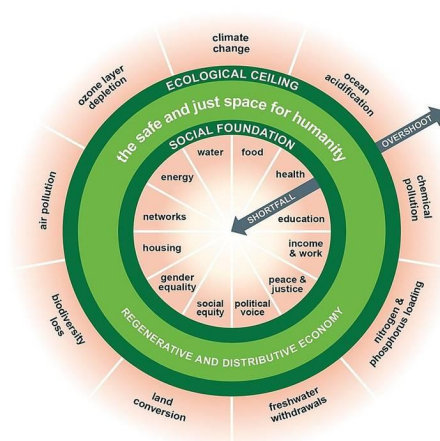 climate
change
ocean
acidification
chemical
pollution
nitrogen &
phosphorus loading
freshwater
withdrawals
land
conversion
biodiversity
loss
air pollution
ozone layer
depletion
ECOLOGICAL CEILING
the safe and just space for humanity
SOCIAL FOUNDATION
OVERSHOOT
SHORTFALL
water
food
health
education
income
& work
peace &
justice
political
voice
social
equity
gender
equality
housing
networks
energy
REGENERATIVE AND DISTRIBUTIVE ECONOMY